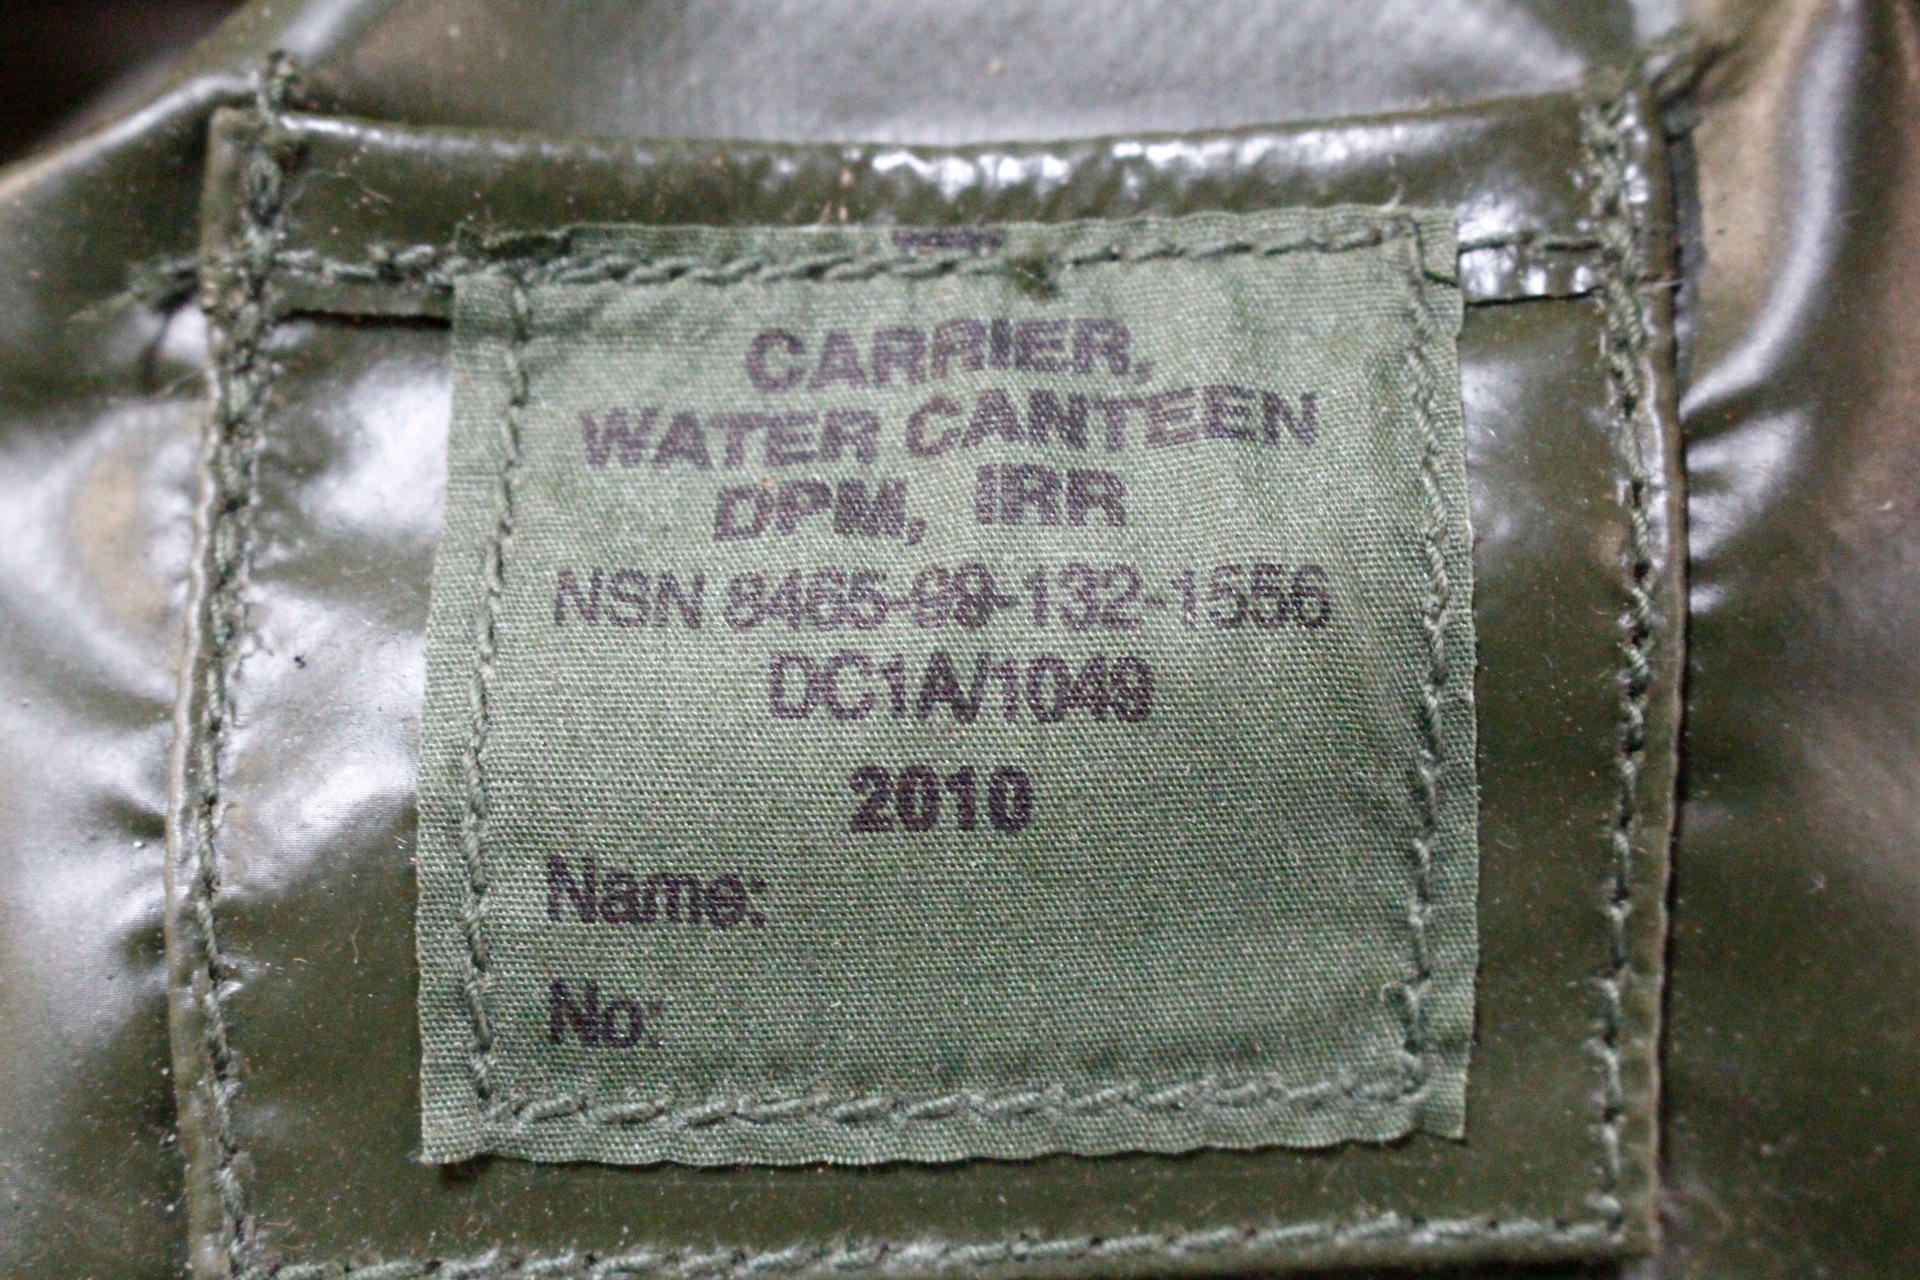 CARRIER,
WATER CANTEEN
DPM, IRR
NSN 8465-99-132-1556
DC1A/1049
2010
Name:
No: